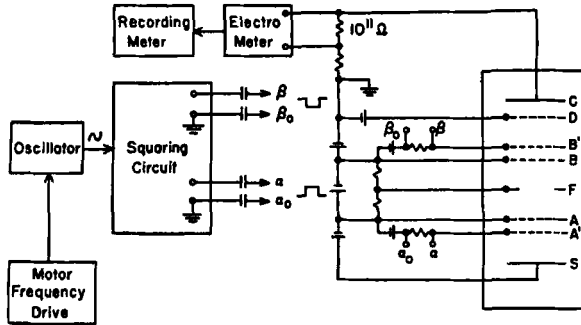 Recording Meter
Electro Meter
10¹¹ Ω
β
β₀
Squaring Circuit
Oscillator
α
α₀
Motor Frequency Drive
β₀ β
α₀ α
C
D
B'
B
F
A
A'
S